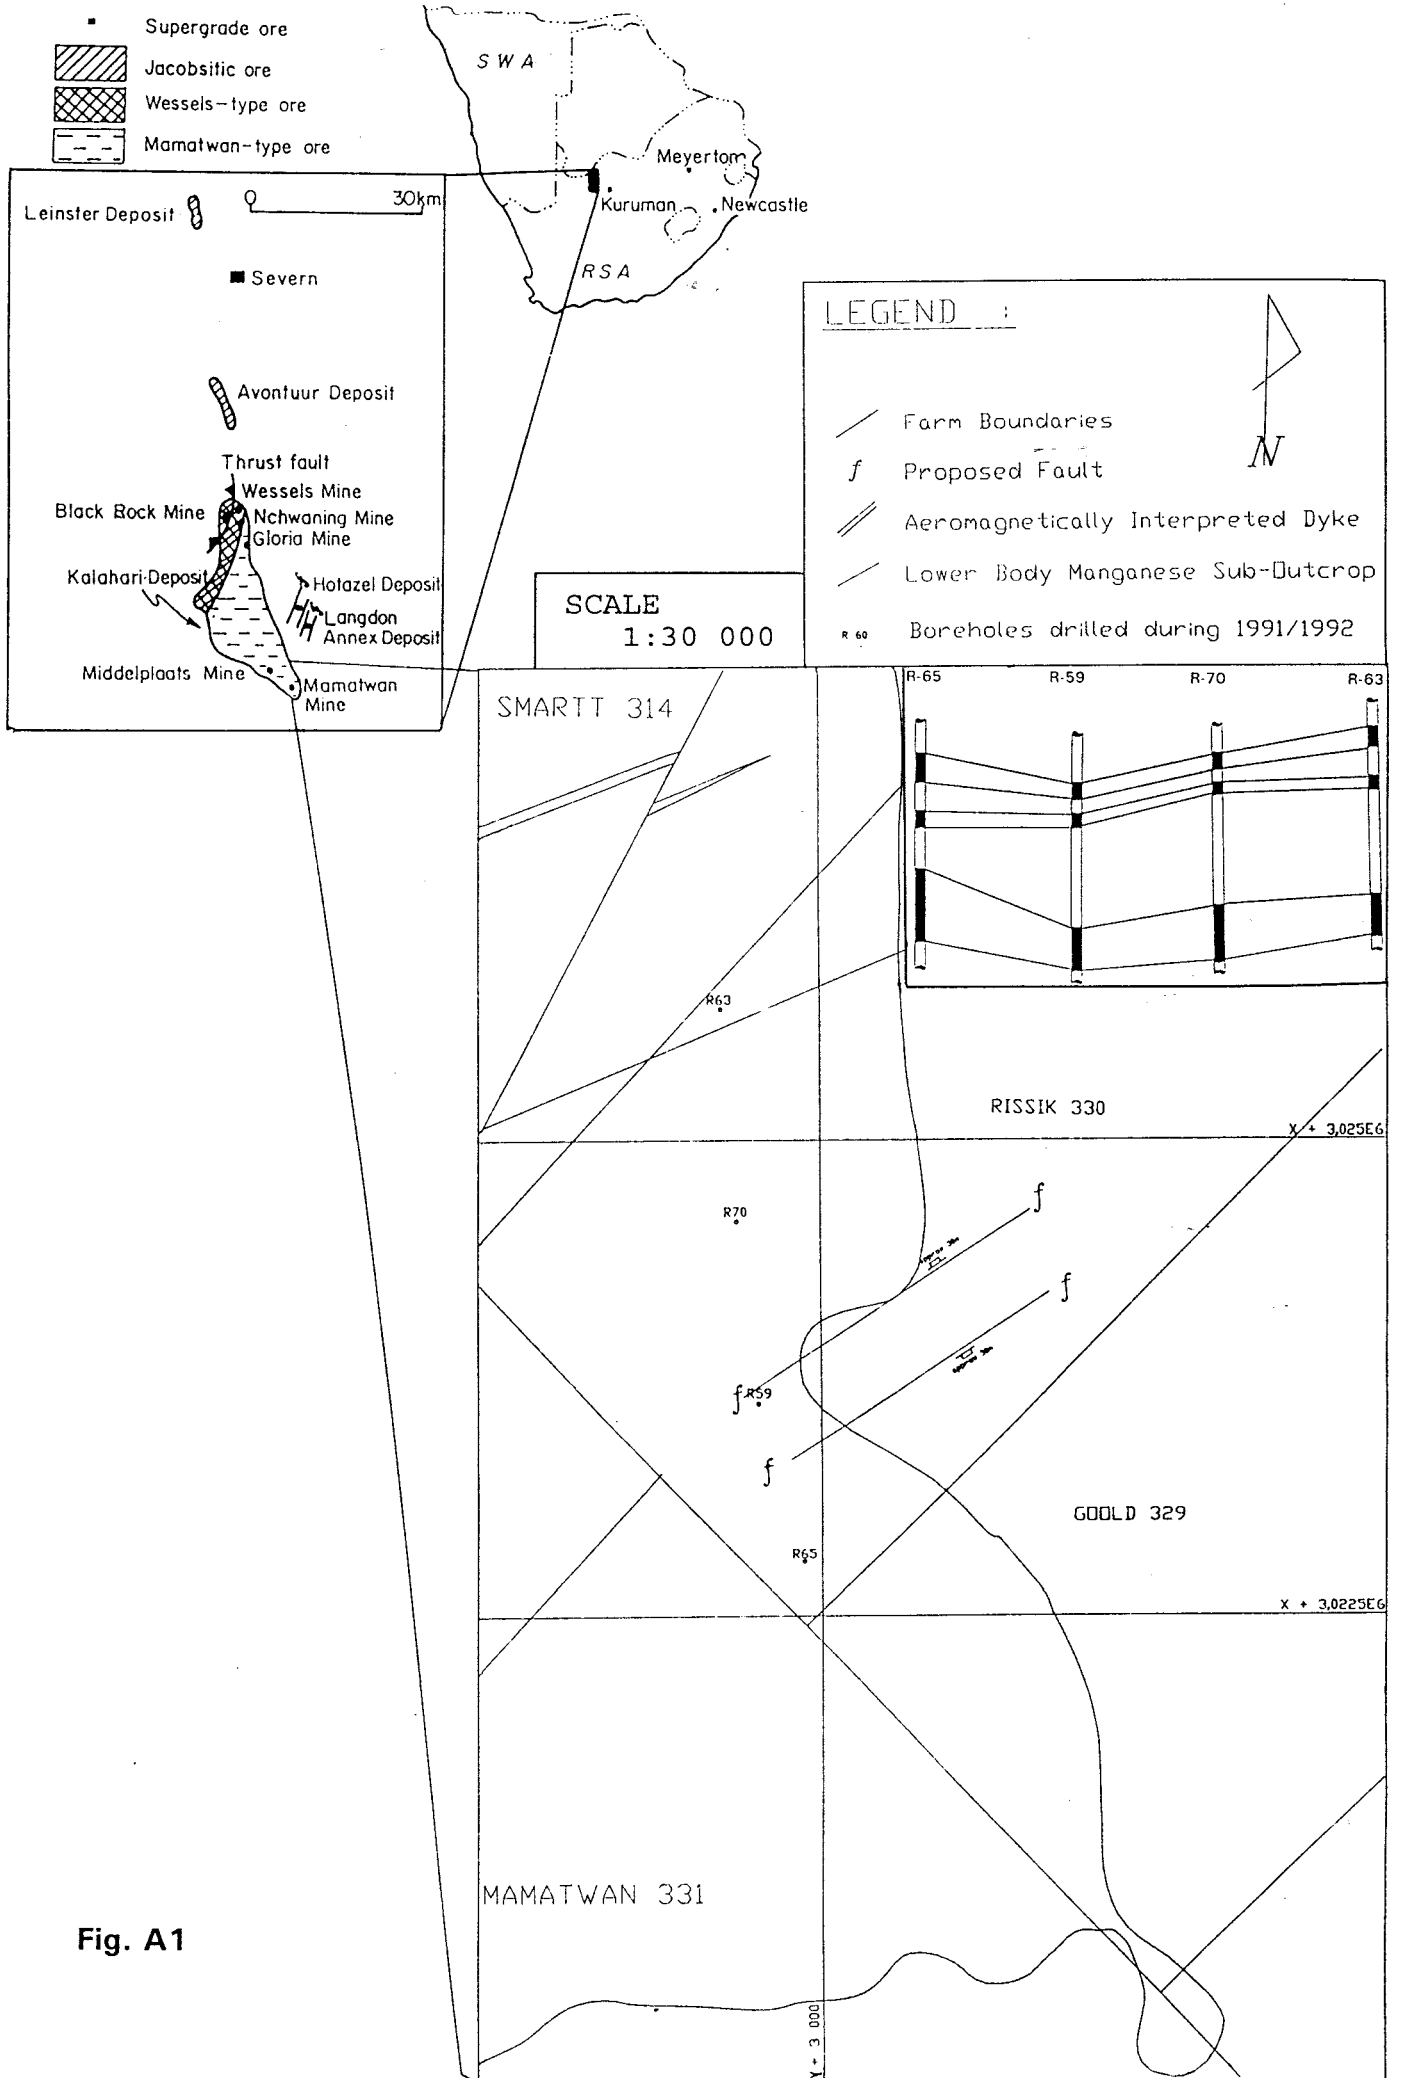 Supergrade ore
Jacobsitic ore
Wessels-type ore
Mamatwan-type ore
SWA
Meyerton
Kuruman
Newcastle
RSA
0
30km
Leinster Deposit
Severn
Avontuur Deposit
Thrust fault
Wessels Mine
Black Rock Mine
Nchwaning Mine
Gloria Mine
Kalahari Deposit
Hotazel Deposit
Langdon
Annex Deposit
Middelplaats Mine
Mamatwan
Mine
LEGEND :
N
Farm Boundaries
f Proposed Fault
Aeromagnetically Interpreted Dyke
Lower Body Manganese Sub-Outcrop
R 60 Boreholes drilled during 1991/1992
SCALE
1:30 000
SMARTT 314
R-65 R-59 R-70 R-63
R63
RISSIK 330
X + 3,025E6
R70
f
f
f R59
f
GOOLD 329
R65
X + 3,0225E6
MAMATWAN 331
Y + 3 000
Fig. A1